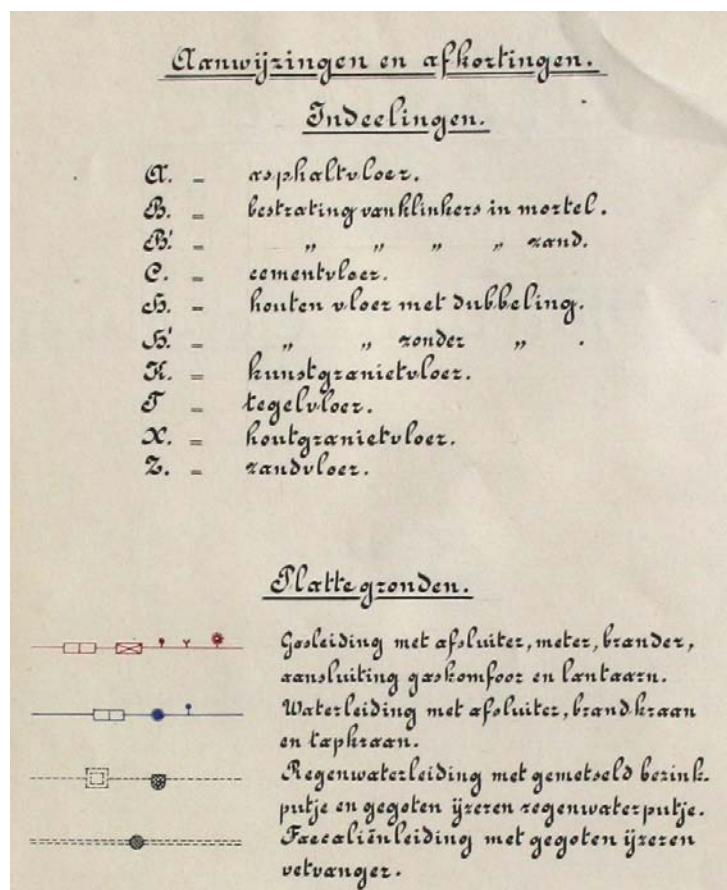 Aanwijzingen en afkortingen.
Indeelingen.
A. = asphaltvloer.
B. = bestrating van klinkers in mortel.
B'. = „ „ „ „ zand.
C. = cementvloer.
H. = houten vloer met dubbeling.
H'. = „ „ zonder „ .
K. = kunstgranietvloer.
T = tegelvloer.
X. = houtgranietvloer.
Z. = zandvloer.
Plattegronden.
Gasleiding met afsluiter, meter, brander,
aansluiting gaskomfoor en lantaarn.
Waterleiding met afsluiter, brandkraan
en tapkraan.
Regenwaterleiding met gemetseld bezink-
putje en gegoten ijzeren regenwaterputje.
Faecaliënleiding met gegoten ijzeren
vetvanger.